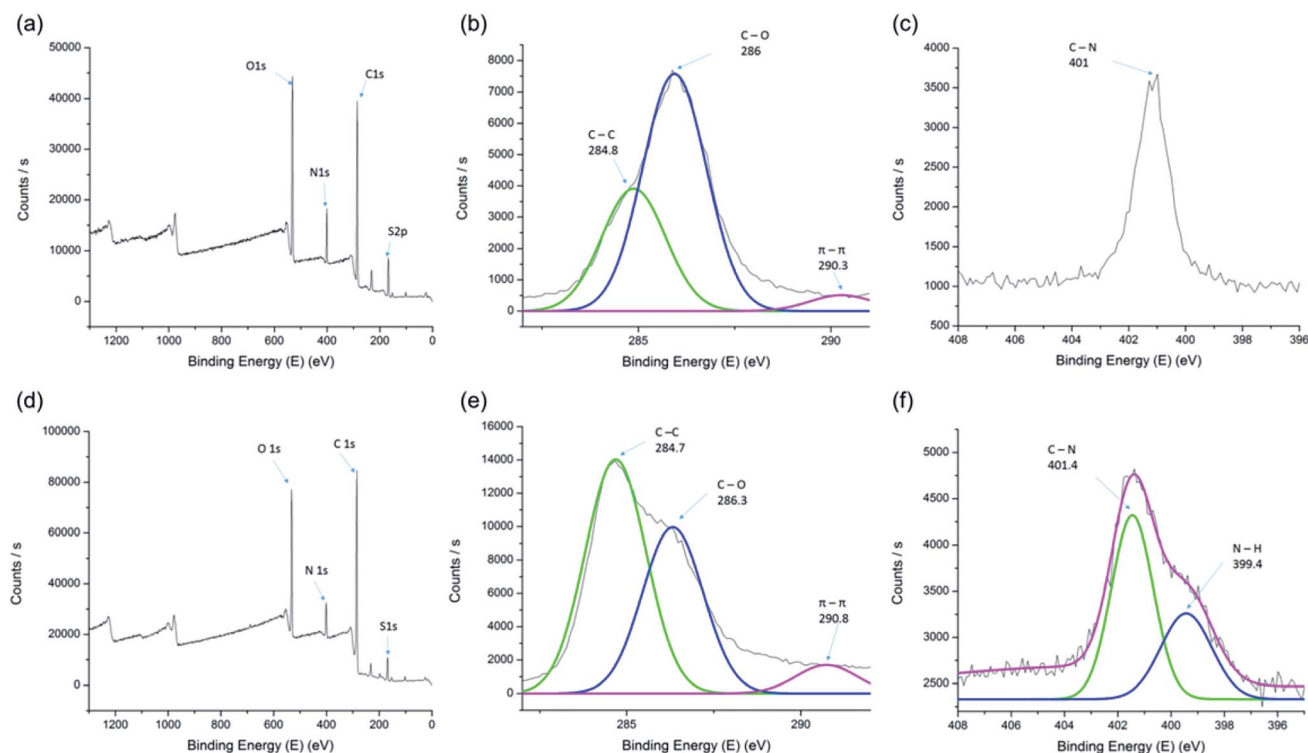 (a)
50000
40000
30000
20000
10000
0
Counts / s
O1s
C1s
N1s
S2p
1200 1000 800 600 400 200 0
Binding Energy (E) (eV)
(b)
8000
7000
6000
5000
4000
3000
2000
1000
0
Counts / s
C – O
286
C – C
284.8
π – π
290.3
285 290
Binding Energy (E) (eV)
(c)
4000
3500
3000
2500
2000
1500
1000
500
Counts / s
C – N
401
408 406 404 402 400 398 396
Binding Energy (E) (eV)
(d)
100000
80000
60000
40000
20000
0
Counts / s
O 1s
C 1s
N 1s
S1s
1200 1000 800 600 400 200 0
Binding Energy (E) (eV)
(e)
16000
14000
12000
10000
8000
6000
4000
2000
0
Counts / s
C –C
284.7
C – O
286.3
π – π
290.8
285 290
Binding Energy (E) (eV)
(f)
5000
4500
4000
3500
3000
2500
Counts / s
C – N
401.4
N – H
399.4
408 406 404 402 400 398 396
Binding Energy (E) (eV)